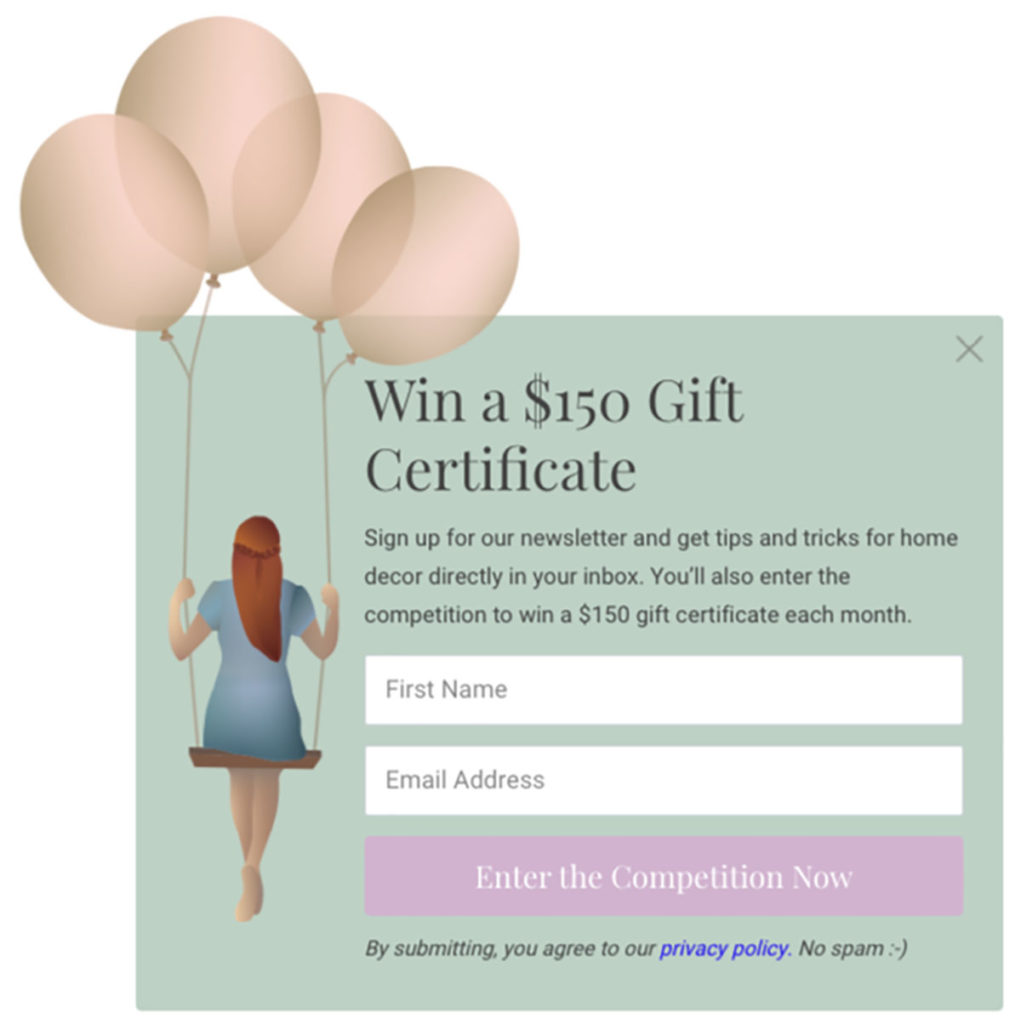 Win a $150 Gift
Certificate
Sign up for our newsletter and get tips and tricks for home
decor directly in your inbox. You’ll also enter the
competition to win a $150 gift certificate each month.
First Name
Email Address
Enter the Competition Now
By submitting, you agree to our privacy policy. No spam :-)